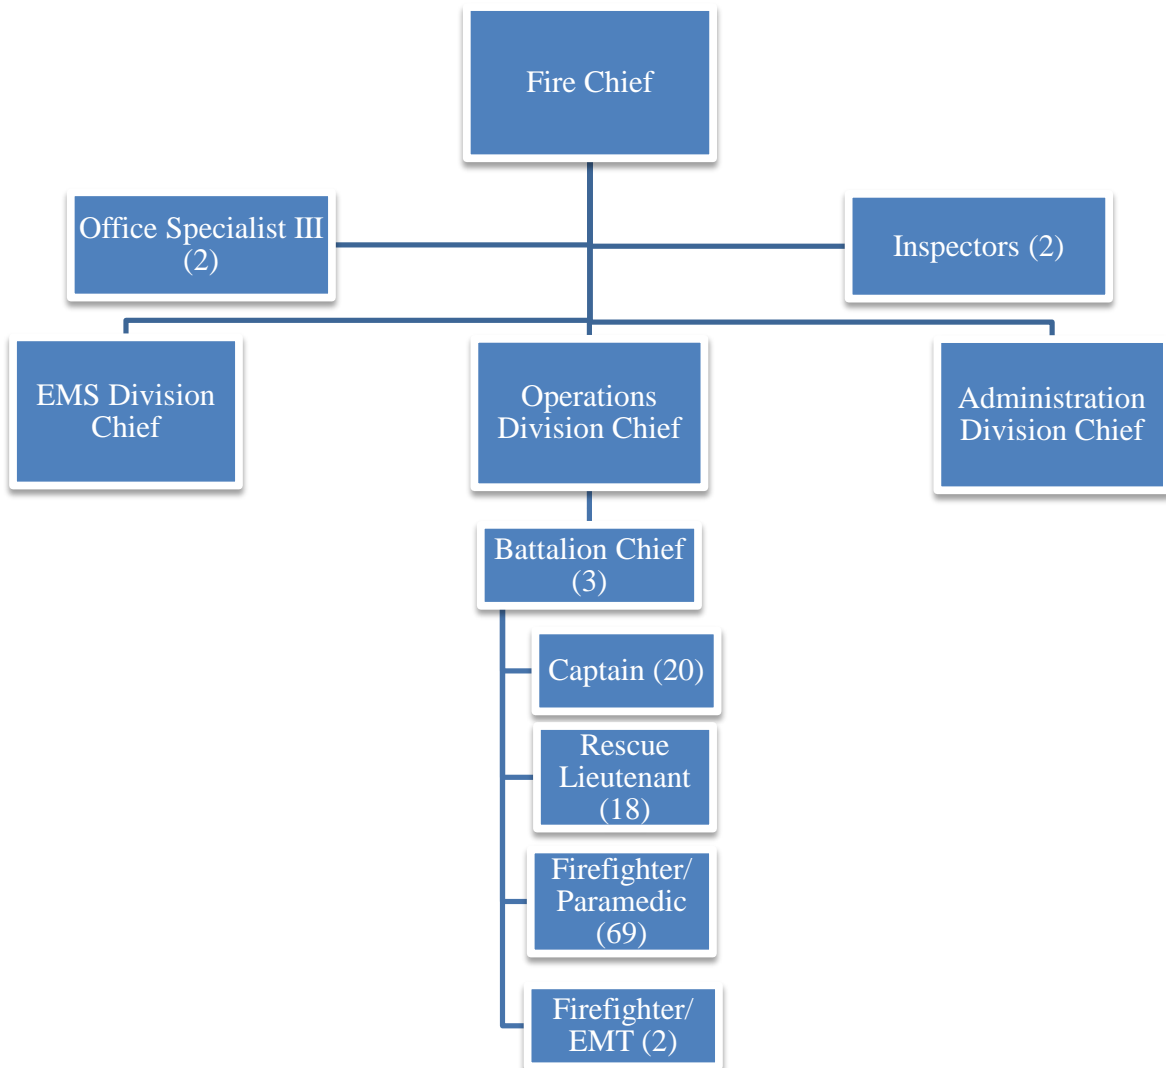 Fire Chief
Office Specialist III
(2)
Inspectors (2)
EMS Division
Chief
Operations
Division Chief
Administration
Division Chief
Battalion Chief
(3)
Captain (20)
Rescue
Lieutenant
(18)
Firefighter/
Paramedic
(69)
Firefighter/
EMT (2)